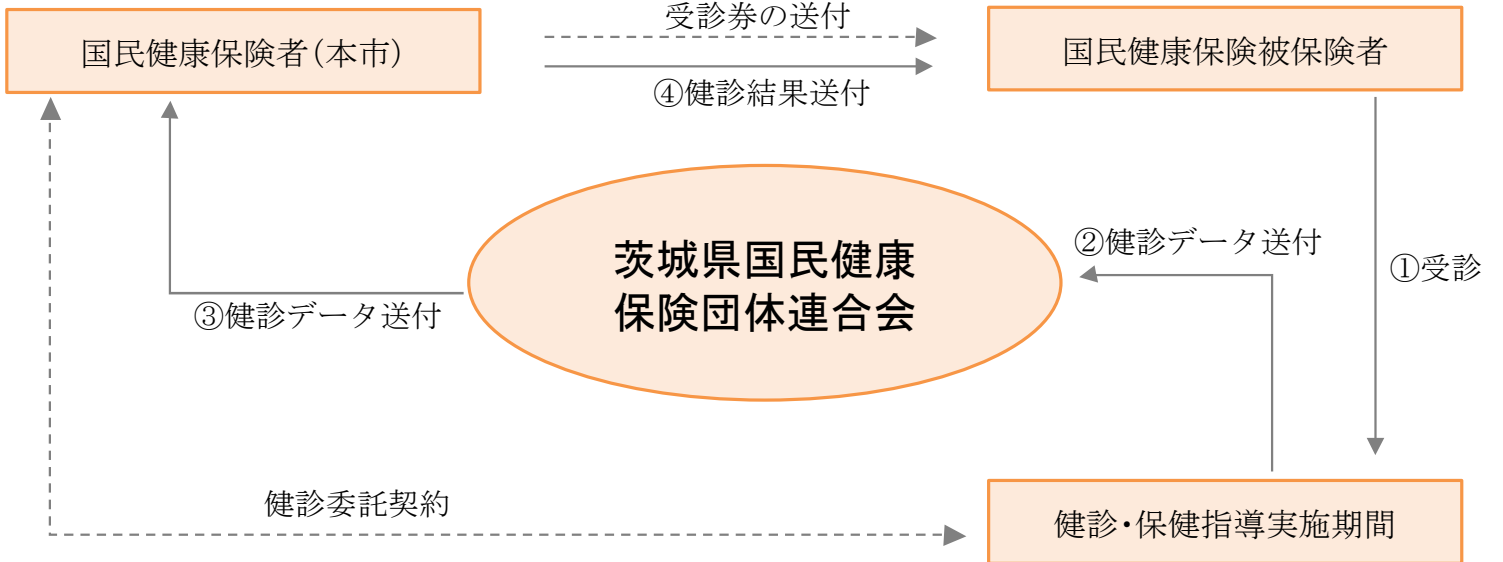 受診券の送付
国民健康保険者(本市)
国民健康保険被保険者
④健診結果送付
茨城県国民健康
保険団体連合会
②健診データ送付
①受診
③健診データ送付
健診委託契約
健診・保健指導実施期間